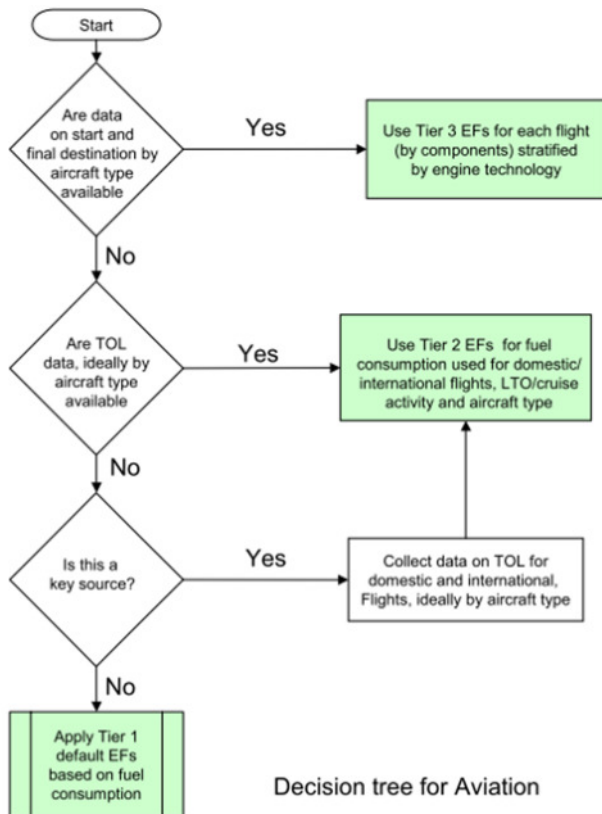 Start
Are data
on start and
final destination by
aircraft type
available
Yes
Use Tier 3 EFs for each flight
(by components) stratified
by engine technology
No
Are TOL
data, ideally by
aircraft type
available
Yes
Use Tier 2 EFs for fuel
consumption used for domestic/
international flights, LTO/cruise
activity and aircraft type
No
Is this a
key source?
Yes
Collect data on TOL for
domestic and international,
Flights, ideally by aircraft type
No
Apply Tier 1
default EFs
based on fuel
consumption
Decision tree for Aviation